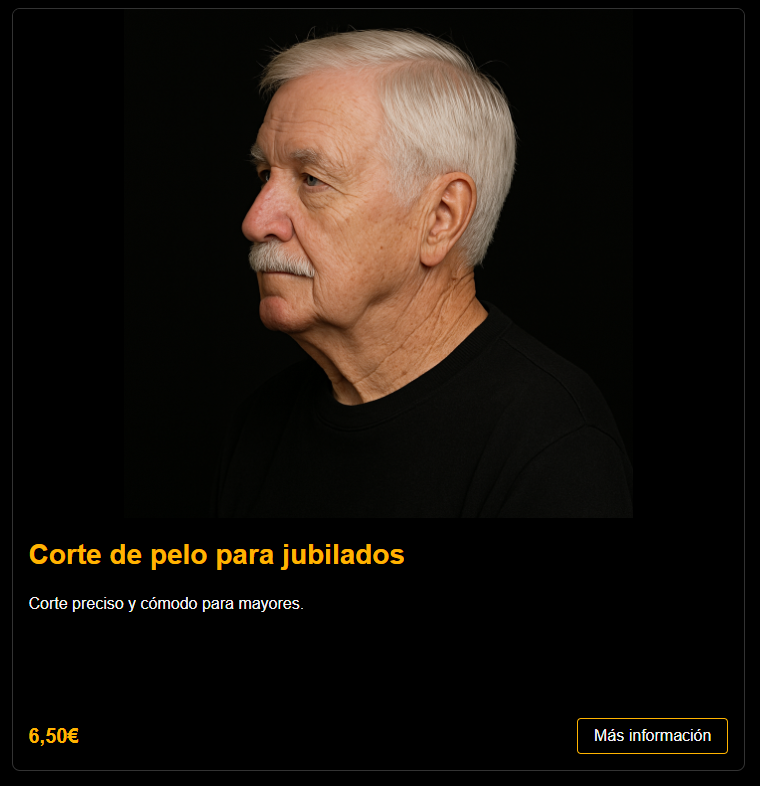 Corte de pelo para jubilados
Corte preciso y cómodo para mayores.
6,50€
Más información